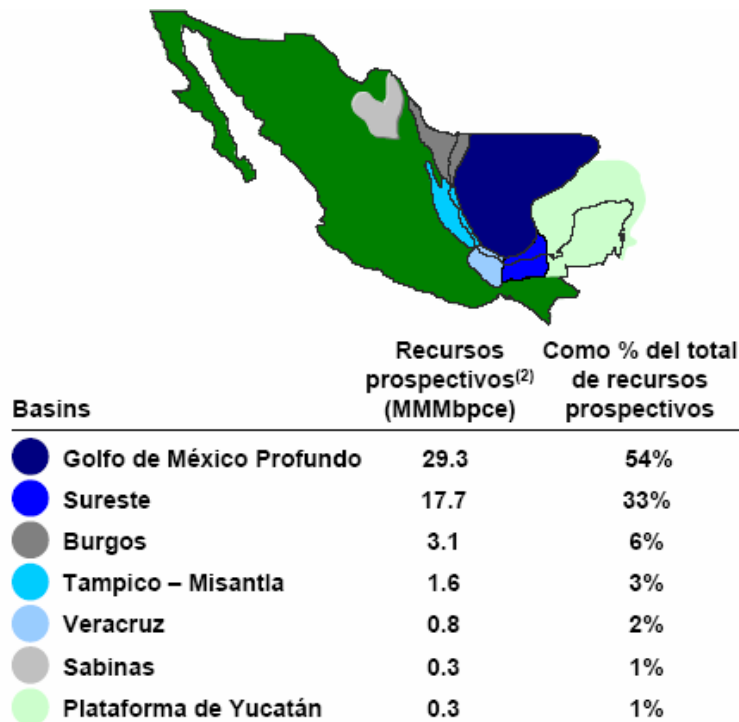 Recursos prospectivos(2) (MMMbpce)
Como % del total de recursos prospectivos
Basins
Golfo de México Profundo 29.3 54%
Sureste 17.7 33%
Burgos 3.1 6%
Tampico – Misantla 1.6 3%
Veracruz 0.8 2%
Sabinas 0.3 1%
Plataforma de Yucatán 0.3 1%